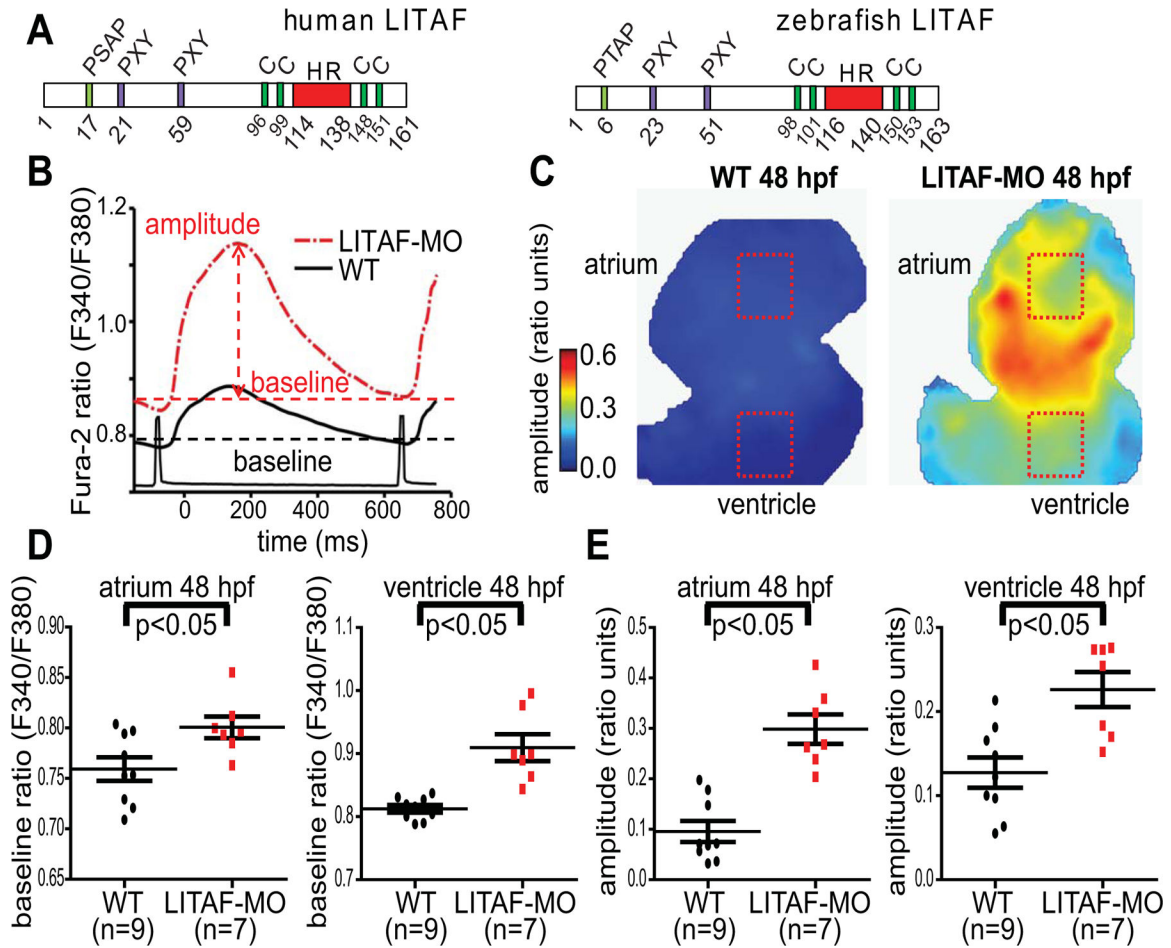 A
human LITAF
PSAP PXY PXY C C HR C C
1 17 21 59 96 99 114 138 148 151 161
zebrafish LITAF
PTAP PXY PXY C C HR C C
1 6 23 51 98 101 116 140 150 153 163
B
Fura-2 ratio (F340/F380)
1.2
1.0
0.8
amplitude
LITAF-MO
WT
baseline
baseline
0 200 400 600 800
time (ms)
C
WT 48 hpf
LITAF-MO 48 hpf
atrium
atrium
amplitude (ratio units)
0.6
0.3
0.0
ventricle
ventricle
D
atrium 48 hpf
p<0.05
baseline ratio (F340/F380)
0.90
0.85
0.80
0.75
0.70
0.65
WT LITAF-MO
(n=9) (n=7)
ventricle 48 hpf
p<0.05
baseline ratio (F340/F380)
1.1
1.0
0.9
0.8
0.7
WT LITAF-MO
(n=9) (n=7)
E
atrium 48 hpf
p<0.05
amplitude (ratio units)
0.5
0.4
0.3
0.2
0.1
0.0
WT LITAF-MO
(n=9) (n=7)
ventricle 48 hpf
p<0.05
amplitude (ratio units)
0.3
0.2
0.1
0.0
WT LITAF-MO
(n=9) (n=7)